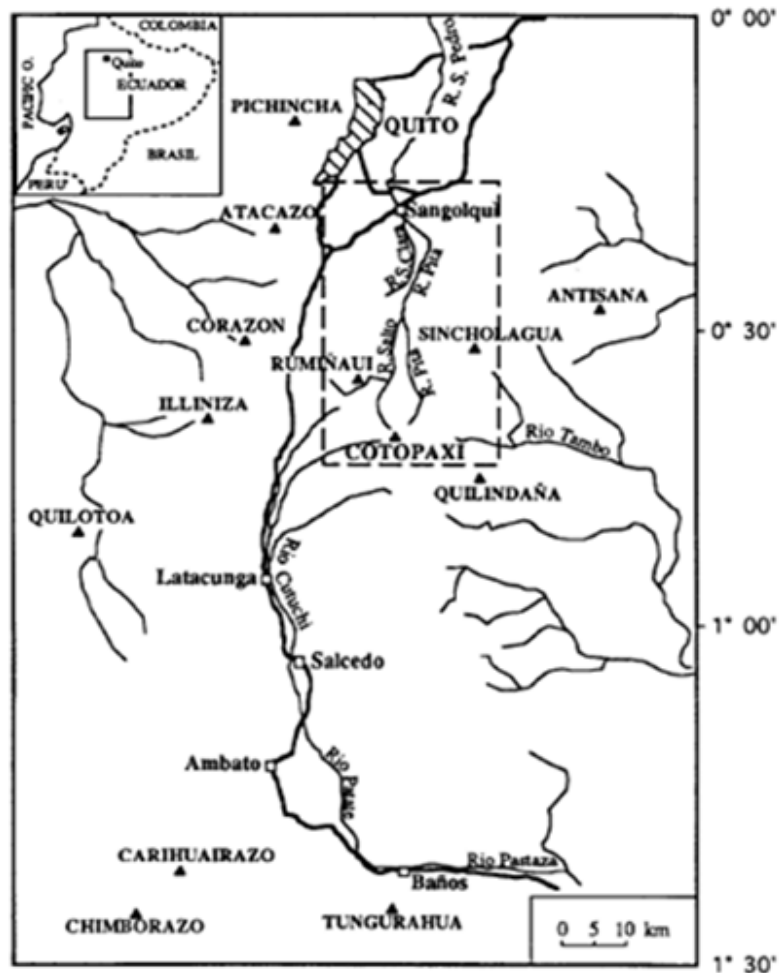 COLOMBIA
0° 00'
PACIFIC O.
Quito
ECUADOR
BRASIL
PERU
R. S. Pedro
PICHINCHA
QUITO
ATACAZO
Sangolquí
R. S. Clara
R. Pita
ANTISANA
CORAZON
SINCHOLAGUA
0° 30'
R. Salto
RUMIÑAUI
R. Pita
ILLINIZA
Río Tambo
COTOPAXI
QUILINDAÑA
QUILOTOA
Río Cutuchi
Latacunga
1° 00'
Salcedo
Ambato
Río Patate
CARIHUAIRAZO
Río Pastaza
Baños
CHIMBORAZO
TUNGURAHUA
0 5 10 km
1° 30'